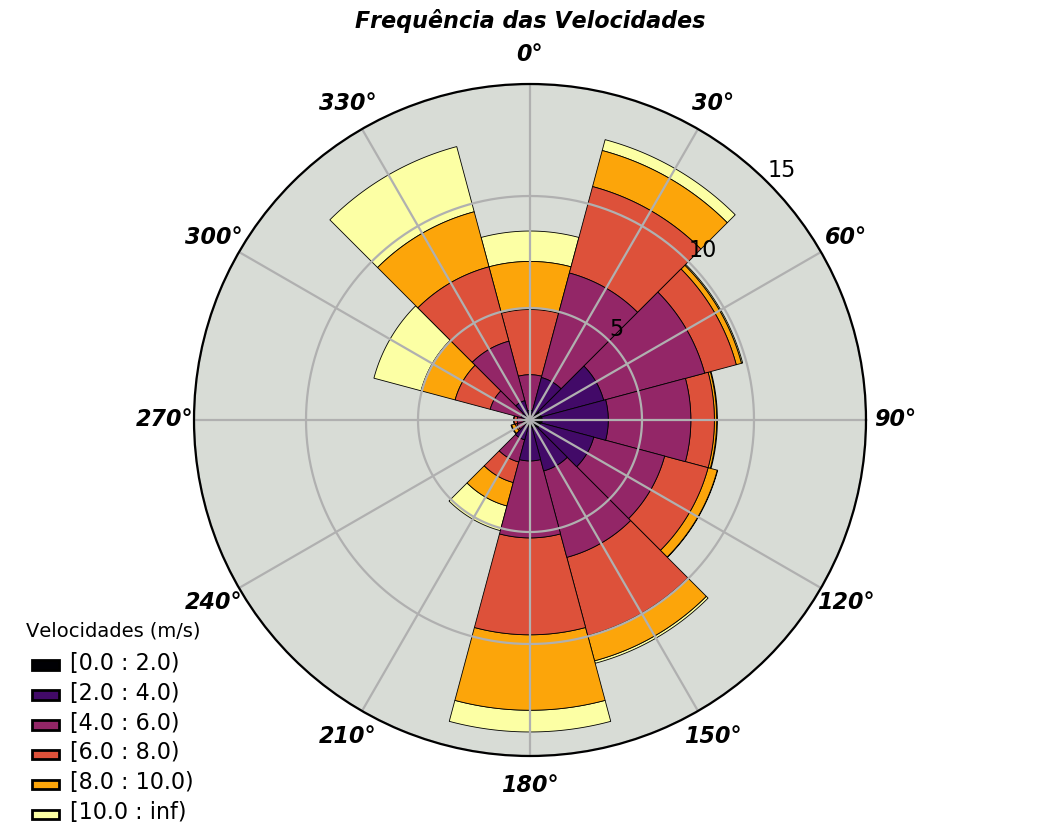 Frequência das Velocidades
0°
330°
30°
15
300°
60°
10
5
270°
90°
240°
120°
210°
150°
180°
Velocidades (m/s)
[0.0 : 2.0)
[2.0 : 4.0)
[4.0 : 6.0)
[6.0 : 8.0)
[8.0 : 10.0)
[10.0 : inf)